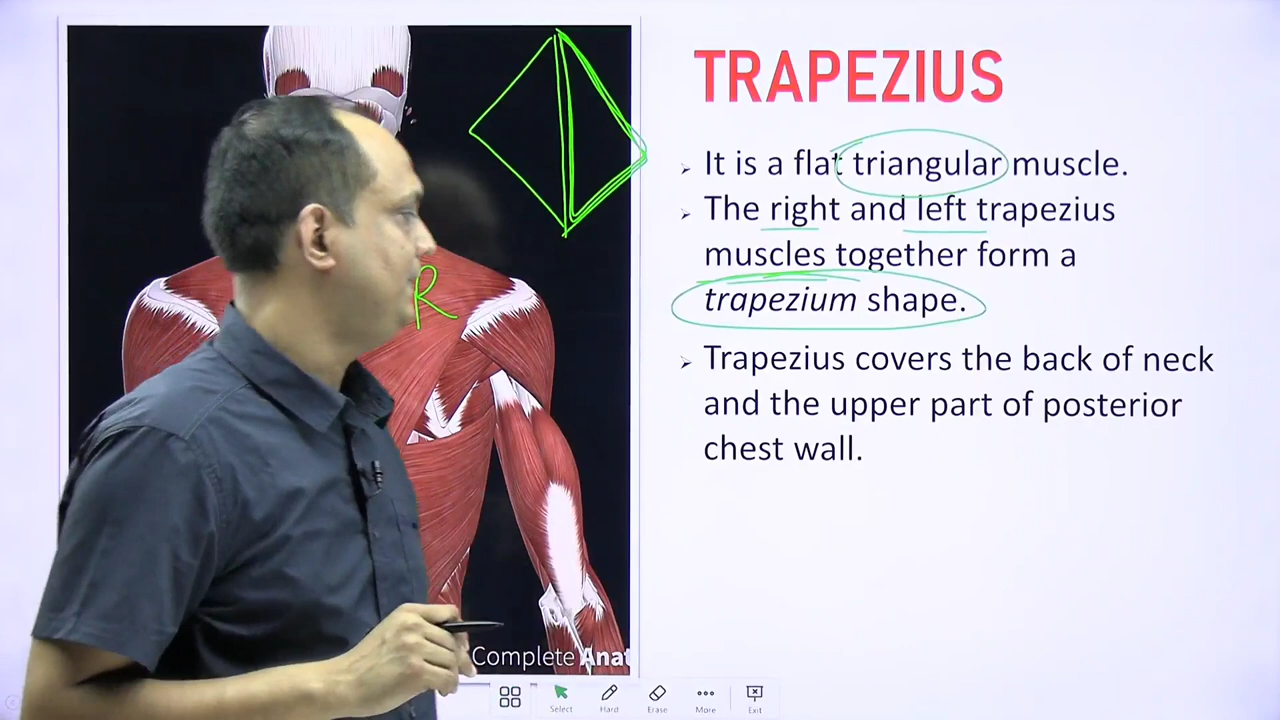 TRAPEZIUS
It is a flat triangular muscle.
The right and left trapezius
muscles together form a
trapezium shape.
Trapezius covers the back of neck
and the upper part of posterior
chest wall.
R
Complete Anat
Select
Hard
Erase
More
Exit